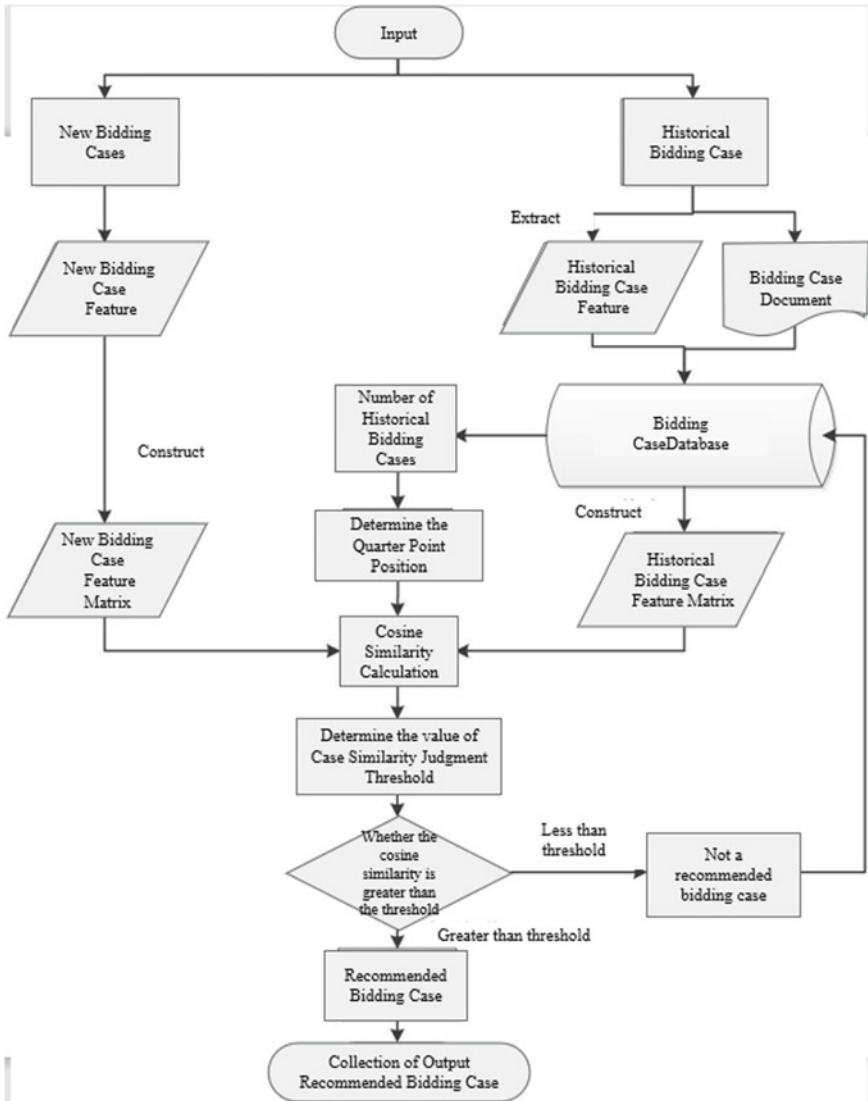 Input
New Bidding
Cases
Historical
Bidding Case
Extract
New Bidding
Case
Feature
Historical
Bidding Case
Feature
Bidding Case
Document
Number of
Historical
Bidding
Cases
Bidding
CaseDatabase
Construct
Construct
Determine the
Quarter Point
Position
New Bidding
Case
Feature
Matrix
Historical
Bidding Case
Feature Matrix
Cosine
Similarity
Calculation
Determine the value of
Case Similarity Judgment
Threshold
Whether the
cosine
similarity is
greater than
the threshold
Less than
threshold
Not a
recommended
bidding case
Greater than threshold
Recommended
Bidding Case
Collection of Output
Recommended Bidding Case